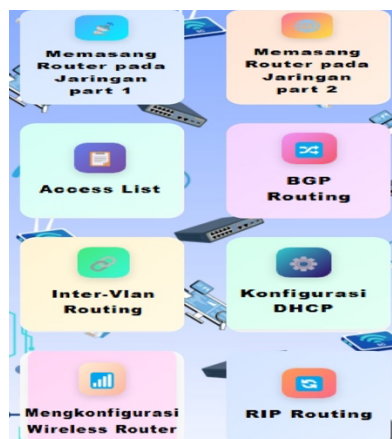 Memasang
Router pada
Jaringan
part 1
Memasang
Router pada
Jaringan
part 2
Access List
BGP
Routing
Inter-Vlan
Routing
Konfigurasi
DHCP
Mengkonfigurasi
Wireless Router
RIP Routing